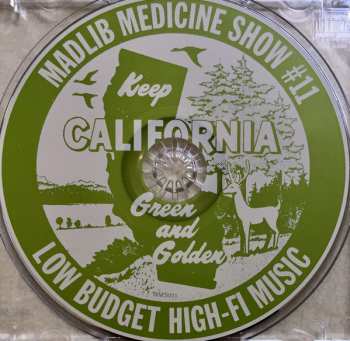 MADLIB MEDICINE SHOW #11
Keep
CALIFORNIA
Green
and
Golden
LOW BUDGET HIGH-FI MUSIC